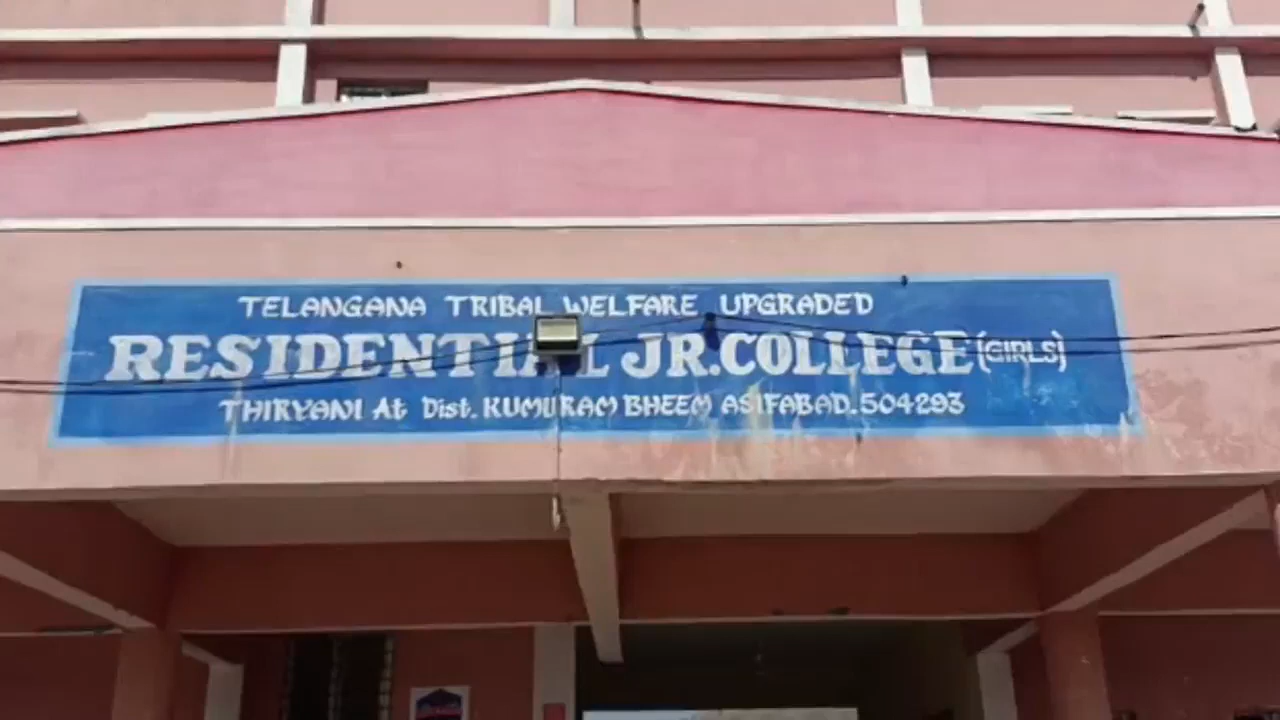 TELANGANA TRIBAL WELFARE UPGRADED
RESIDENTIAL JR.COLLEGE (GIRLS)
THIRYANI At Dist. KUMURAM BHEEM ASIFABAD.504293